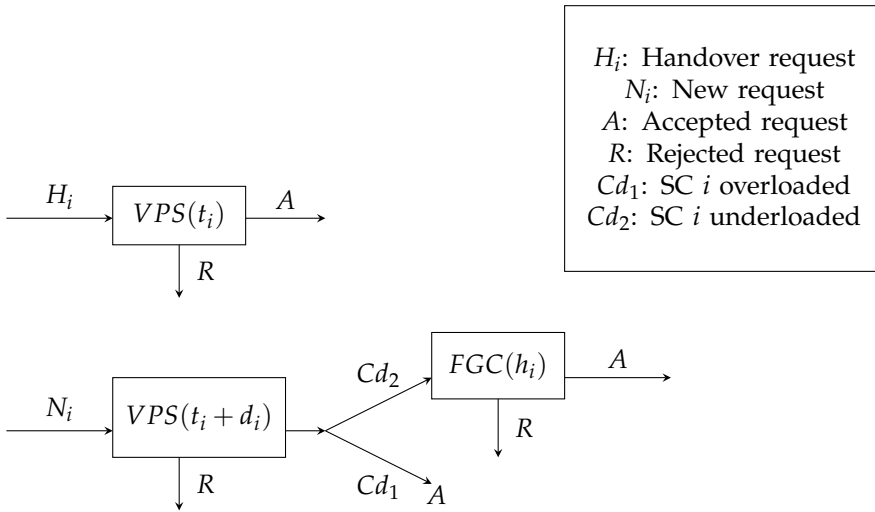 H_i: Handover request
N_i: New request
A: Accepted request
R: Rejected request
Cd_1: SC i overloaded
Cd_2: SC i underloaded
H_i
VPS(t_i)
A
R
N_i
VPS(t_i + d_i)
R
Cd_2
FGC(h_i)
A
R
Cd_1
A